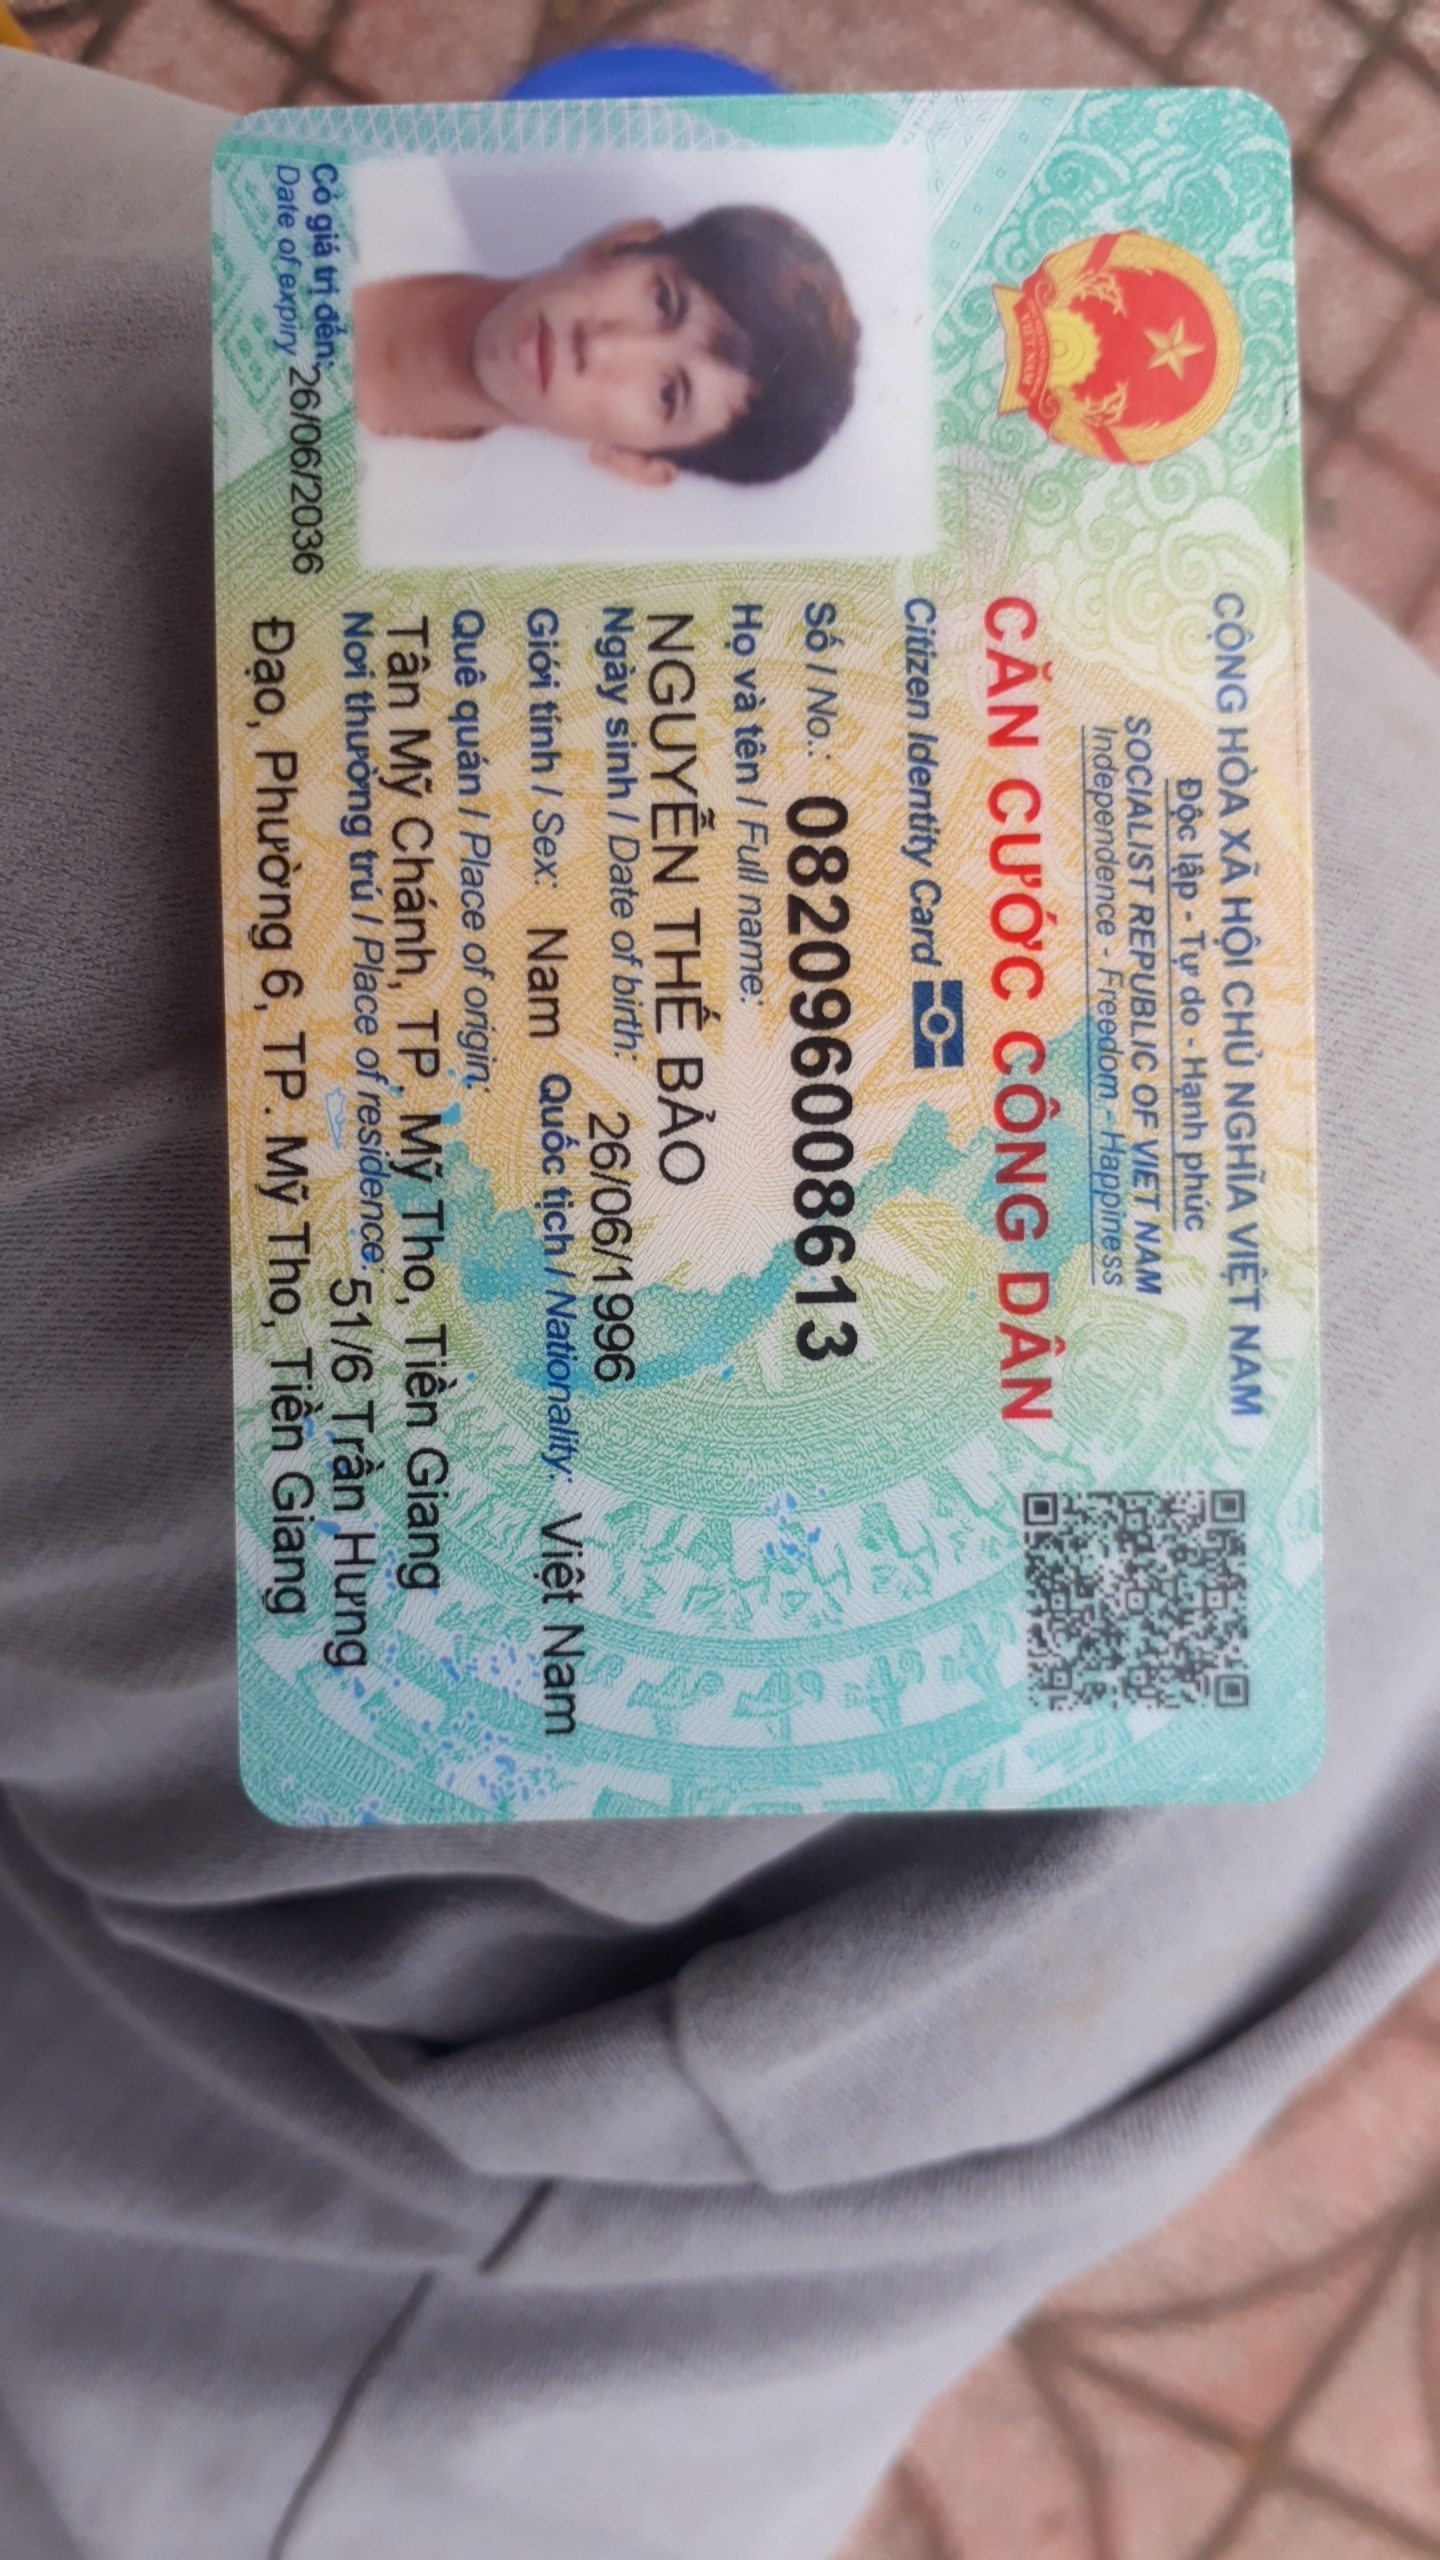 CỘNG HÒA XÃ HỘI CHỦ NGHĨA VIỆT NAM
Độc lập - Tự do - Hạnh phúc
SOCIALIST REPUBLIC OF VIET NAM
Independence - Freedom - Happiness
CĂN CƯỚC CÔNG DÂN
Citizen Identity Card
Số / No.: 082096008613
Họ và tên / Full name:
NGUYỄN THẾ BẢO
Ngày sinh / Date of birth: 26/06/1996
Giới tính / Sex: Nam Quốc tịch / Nationality: Việt Nam
Quê quán / Place of origin:
Tân Mỹ Chánh, TP. Mỹ Tho, Tiền Giang
Nơi thường trú / Place of residence: 51/6 Trần Hưng
Đạo, Phường 6, TP. Mỹ Tho, Tiền Giang
Có giá trị đến: 26/06/2036
Date of expiry
VIỆT NAM